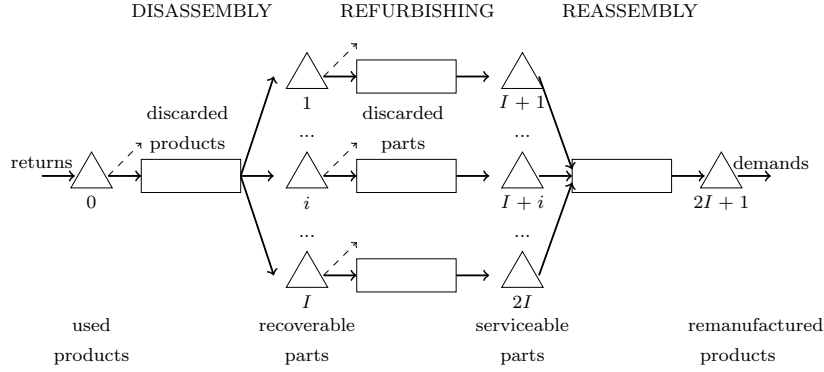 DISASSEMBLY
REFURBISHING
REASSEMBLY
1
I + 1
discarded
products
...
discarded
parts
...
returns
demands
0
i
I + i
2I + 1
...
...
I
2I
used
products
recoverable
parts
serviceable
parts
remanufactured
products